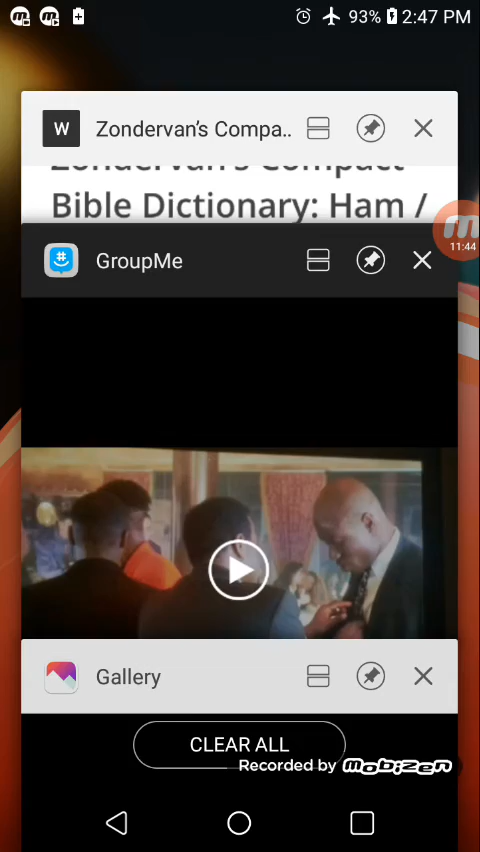 93% 2:47 PM
W Zondervan's Compa..
Zondervan's Compact
Bible Dictionary: Ham /
11:44
GroupMe
Gallery
CLEAR ALL
Recorded by Mobizen